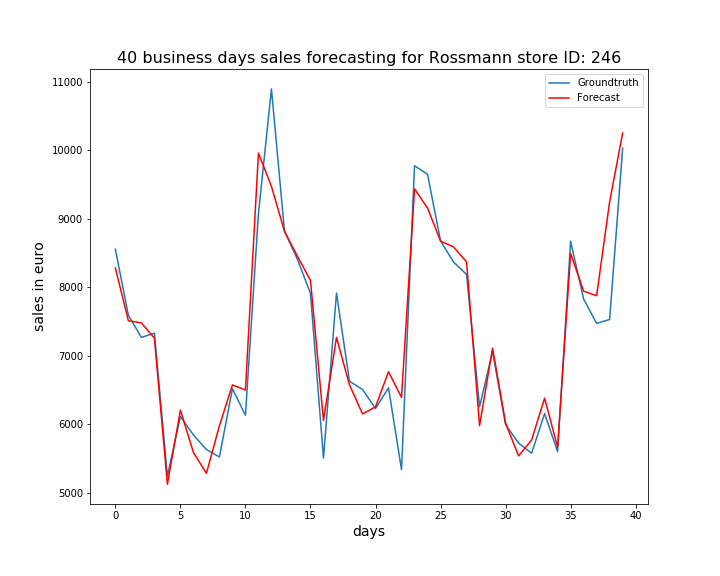 40 business days sales forecasting for Rossmann store ID: 246
Groundtruth
Forecast
11000
10000
9000
8000
7000
6000
5000
sales in euro
0 5 10 15 20 25 30 35 40
days